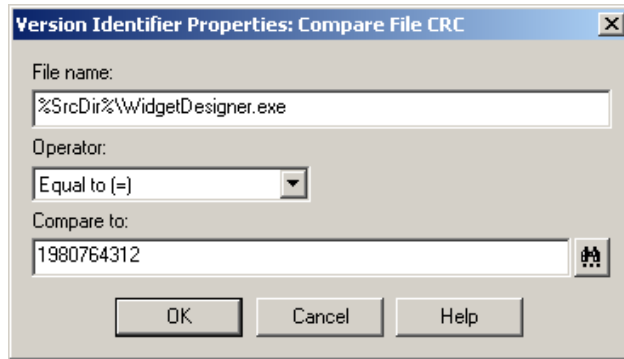 Version Identifier Properties: Compare File CRC
File name:
%SrcDir%\WidgetDesigner.exe
Operator:
Equal to (=)
Compare to:
1980764312
OK Cancel Help